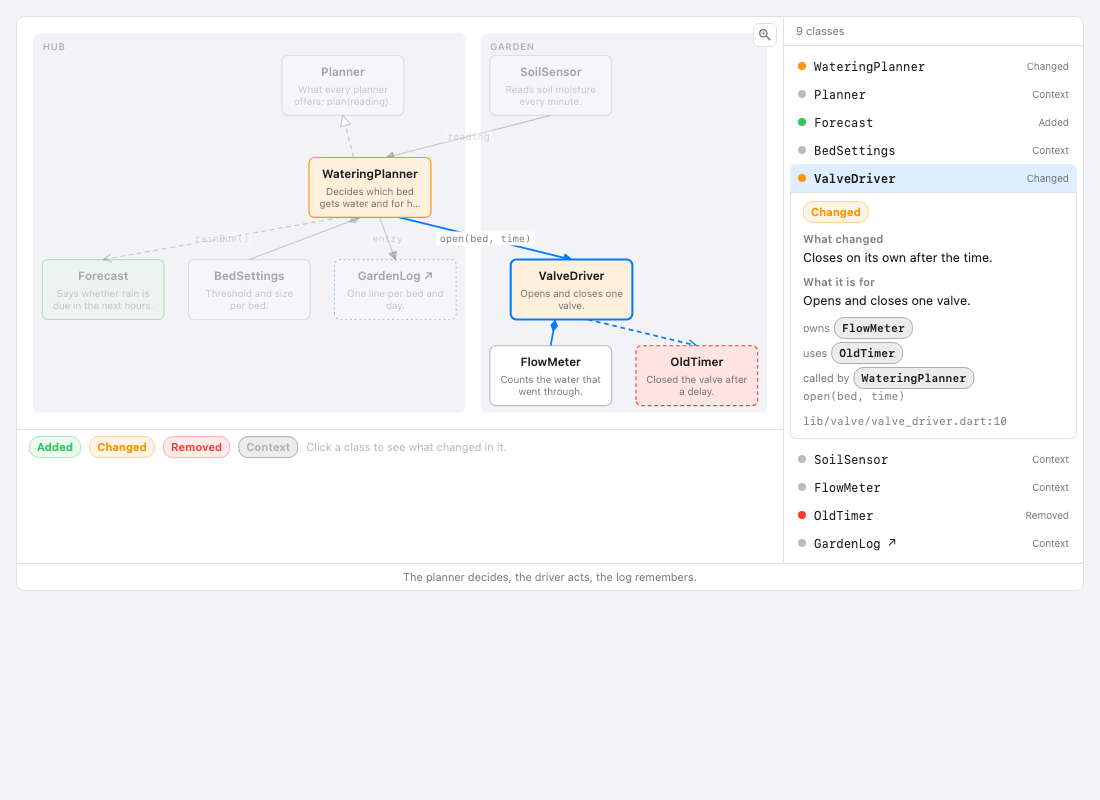 HUB
GARDEN
Planner
What every planner
offers: plan(reading).
SoilSensor
Reads soil moisture
every minute.
reading
WateringPlanner
Decides which bed
gets water and for h…
rainDue()
entry
open(bed, time)
Forecast
Says whether rain is
due in the next hours.
BedSettings
Threshold and size
per bed.
GardenLog ↗
One line per bed and
day.
ValveDriver
Opens and closes one
valve.
FlowMeter
Counts the water that
went through.
OldTimer
Closed the valve after
a delay.
Added Changed Removed Context Click a class to see what changed in it.
9 classes
WateringPlanner Changed
Planner Context
Forecast Added
BedSettings Context
ValveDriver Changed
Changed
What changed
Closes on its own after the time.
What it is for
Opens and closes one valve.
owns FlowMeter
uses OldTimer
called by WateringPlanner
open(bed, time)
lib/valve/valve_driver.dart:10
SoilSensor Context
FlowMeter Context
OldTimer Removed
GardenLog ↗ Context
The planner decides, the driver acts, the log remembers.